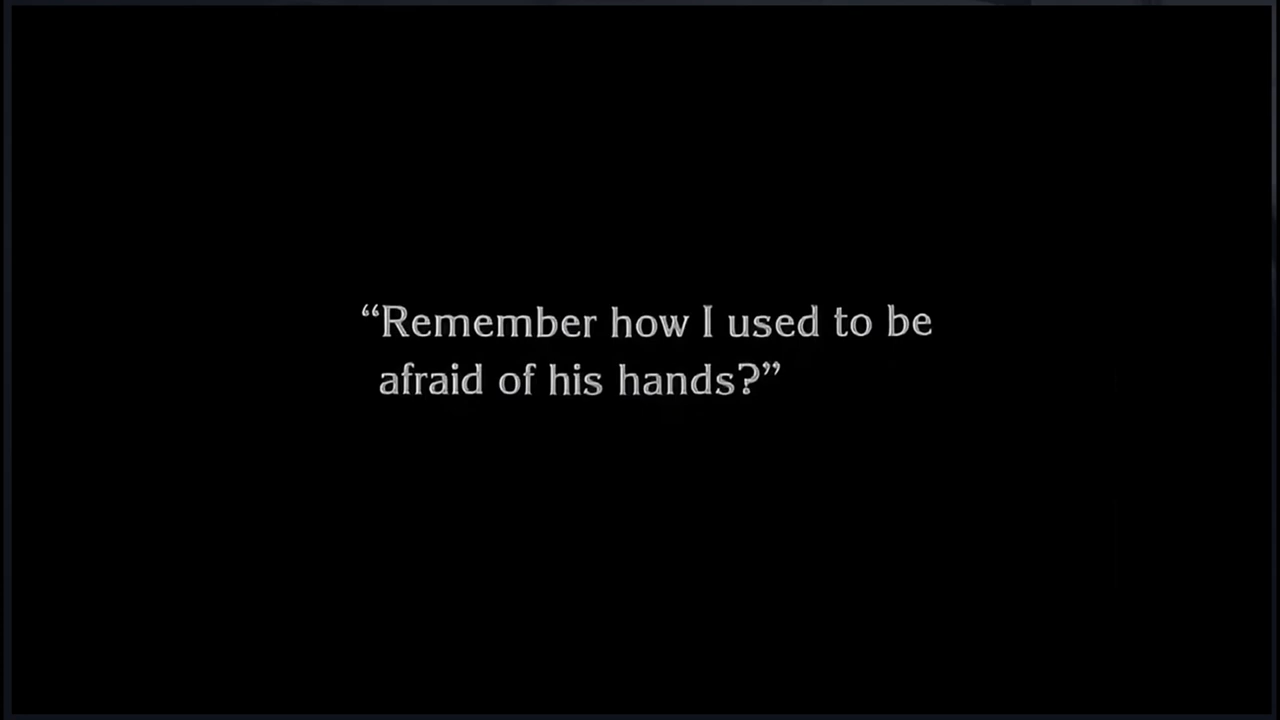 “Remember how I used to be
afraid of his hands?”